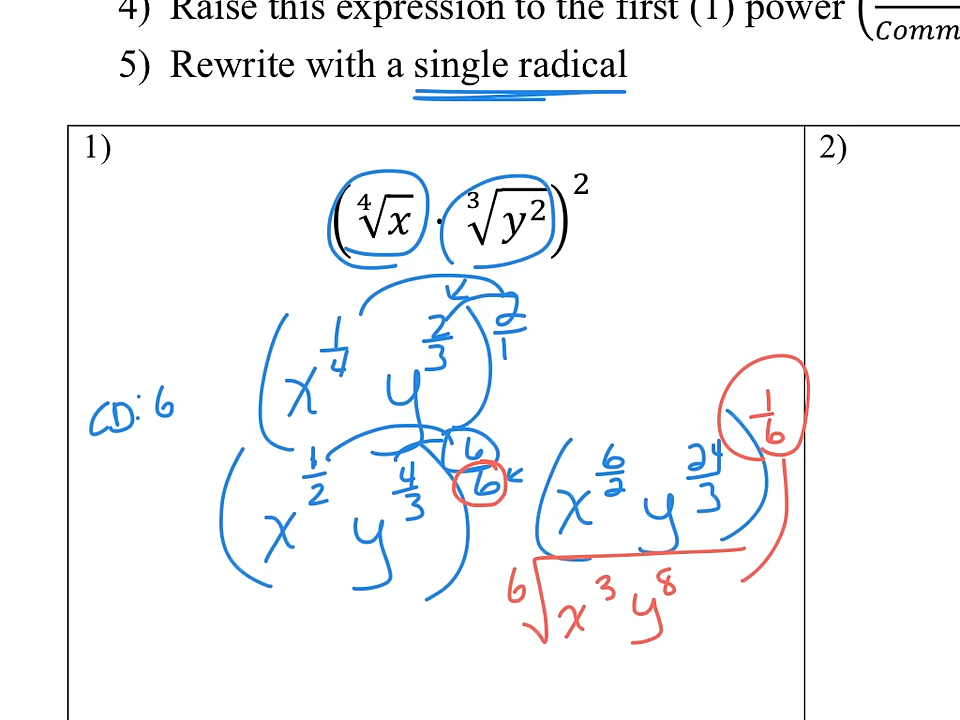 4) Raise this expression to the first (1) power (Comm
5) Rewrite with a single radical
1)
2)
(∜x · ∛y²)²
(x^{1/4} y^{2/3})^{2/1}
CD: 6
(x^{1/2} y^{4/3})^{6/6} (x^{6/2} y^{24/3})^{1/6}
⁶√(x³y⁸)